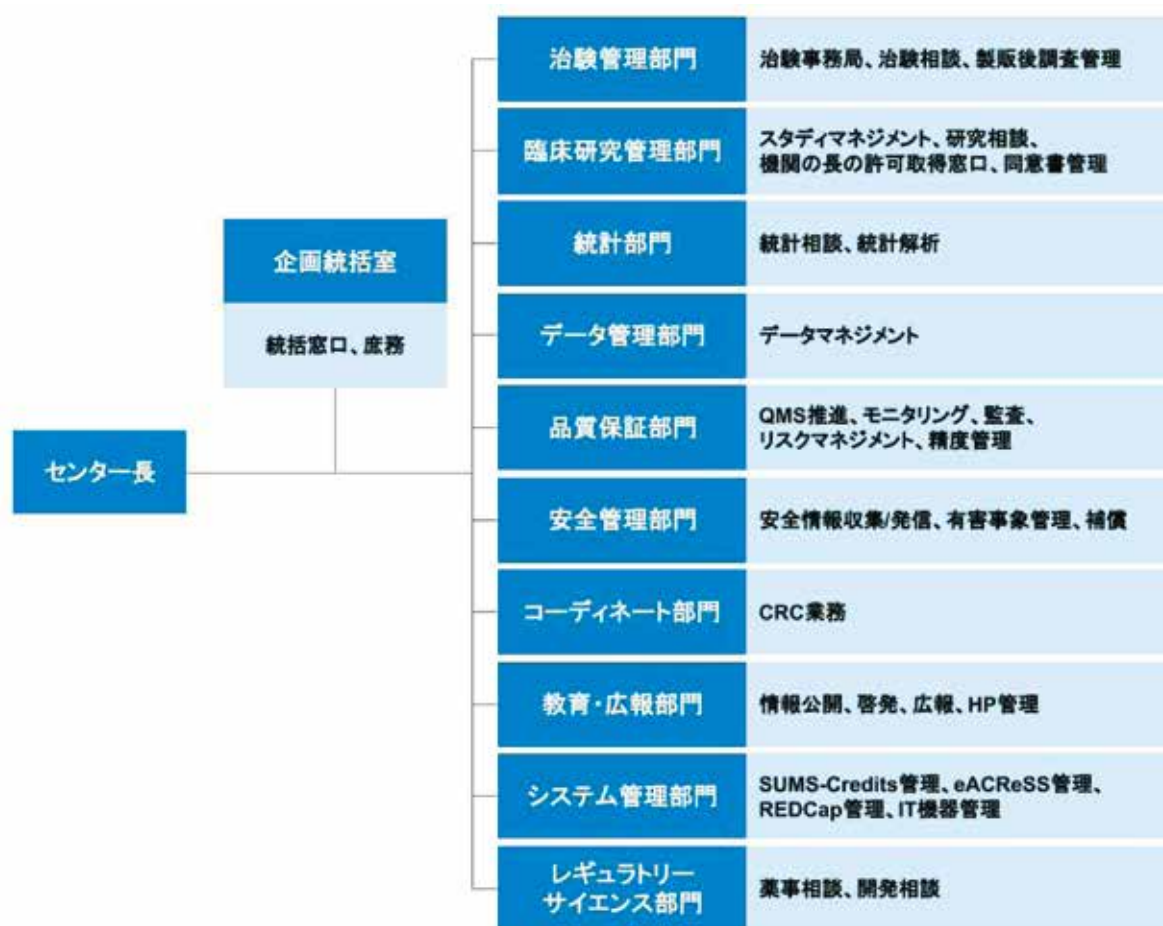 センター長
企画統括室
統括窓口、庶務
治験管理部門
治験事務局、治験相談、製販後調査管理
臨床研究管理部門
スタディマネジメント、研究相談、
機関の長の許可取得窓口、同意書管理
統計部門
統計相談、統計解析
データ管理部門
データマネジメント
品質保証部門
QMS推進、モニタリング、監査、
リスクマネジメント、精度管理
安全管理部門
安全情報収集/発信、有害事象管理、補償
コーディネート部門
CRC業務
教育・広報部門
情報公開、啓発、広報、HP管理
システム管理部門
SUMS-Credits管理、eACReSS管理、
REDCap管理、IT機器管理
レギュラトリー
サイエンス部門
薬事相談、開発相談